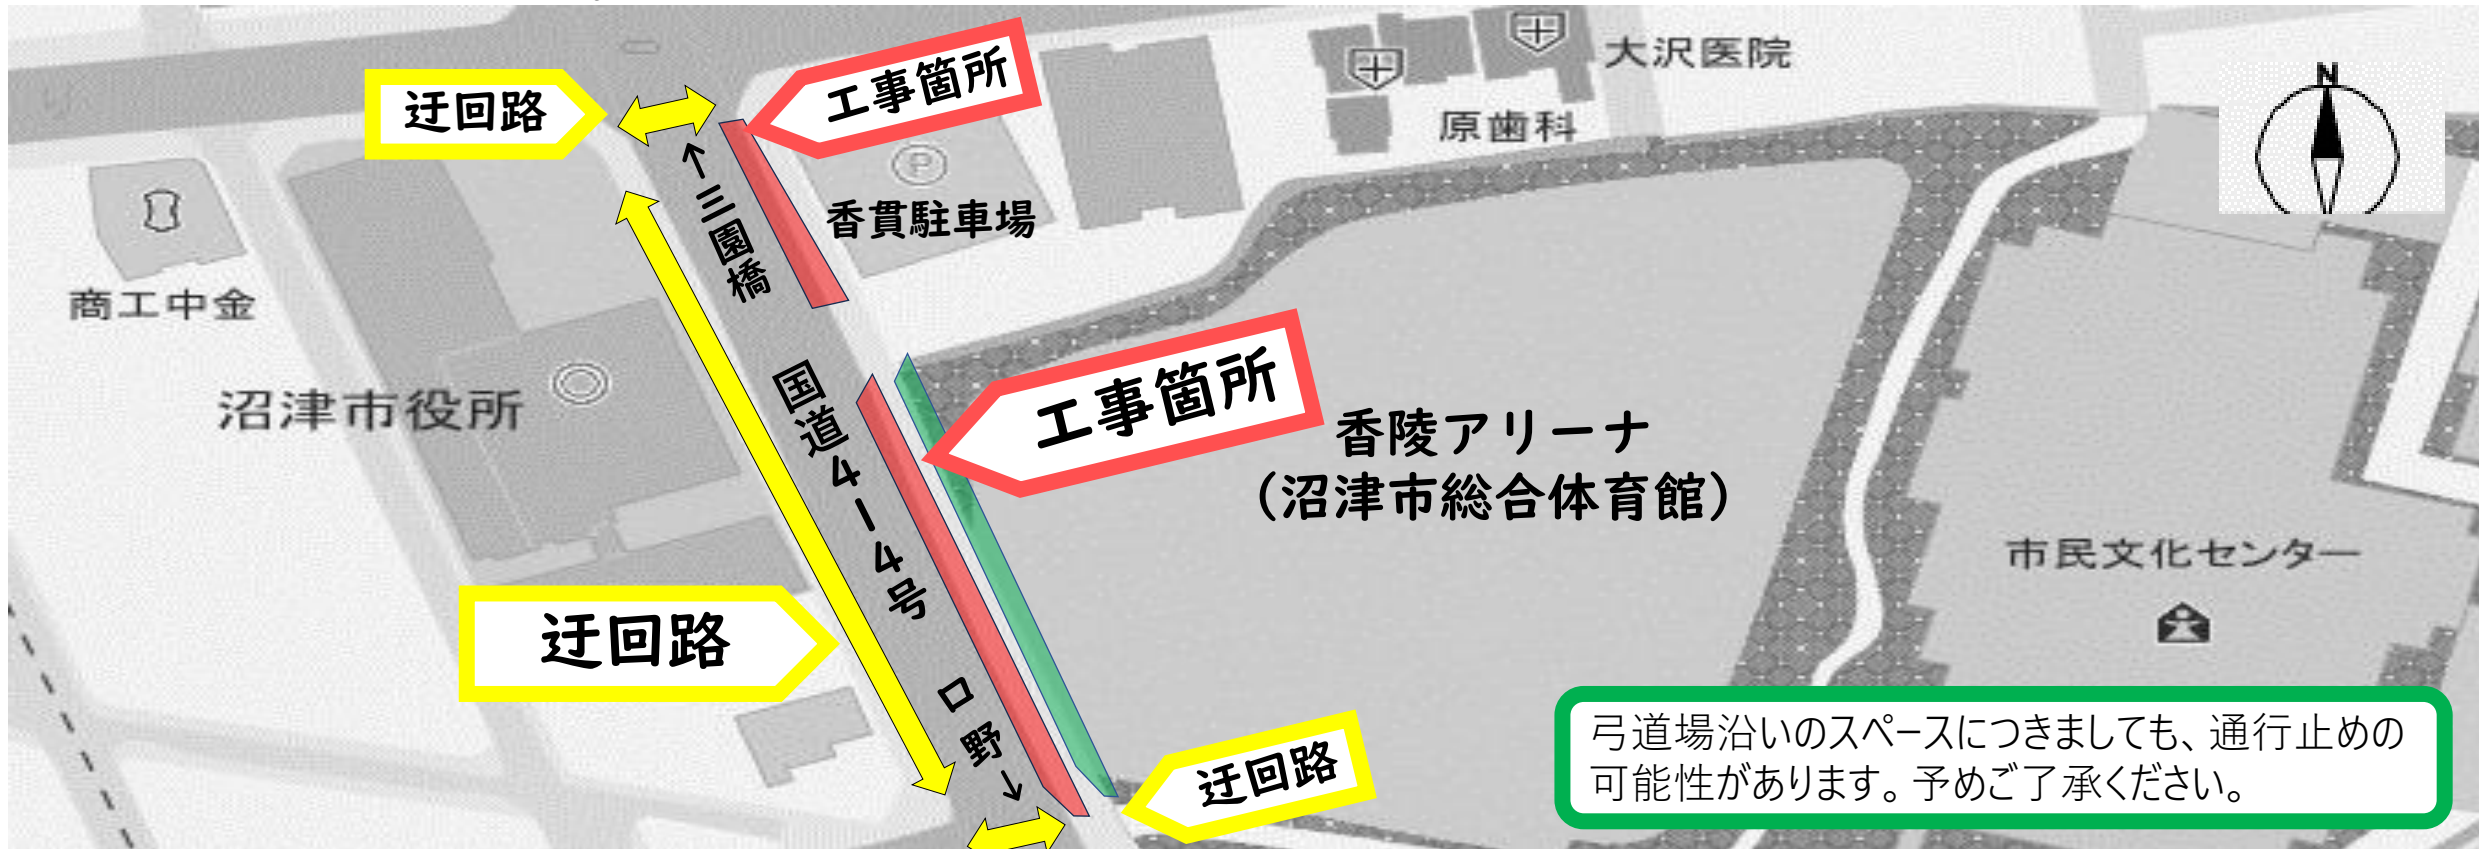 大沢医院
N
工事箇所
迂回路
原歯科
P
←三園橋
香貫駐車場
商工中金
国道414号
工事箇所
沼津市役所
香陵アリーナ
（沼津市総合体育館）
市民文化センター
迂回路
口野→
弓道場沿いのスペースにつきましても、通行止めの
可能性があります。予めご了承ください。
迂回路